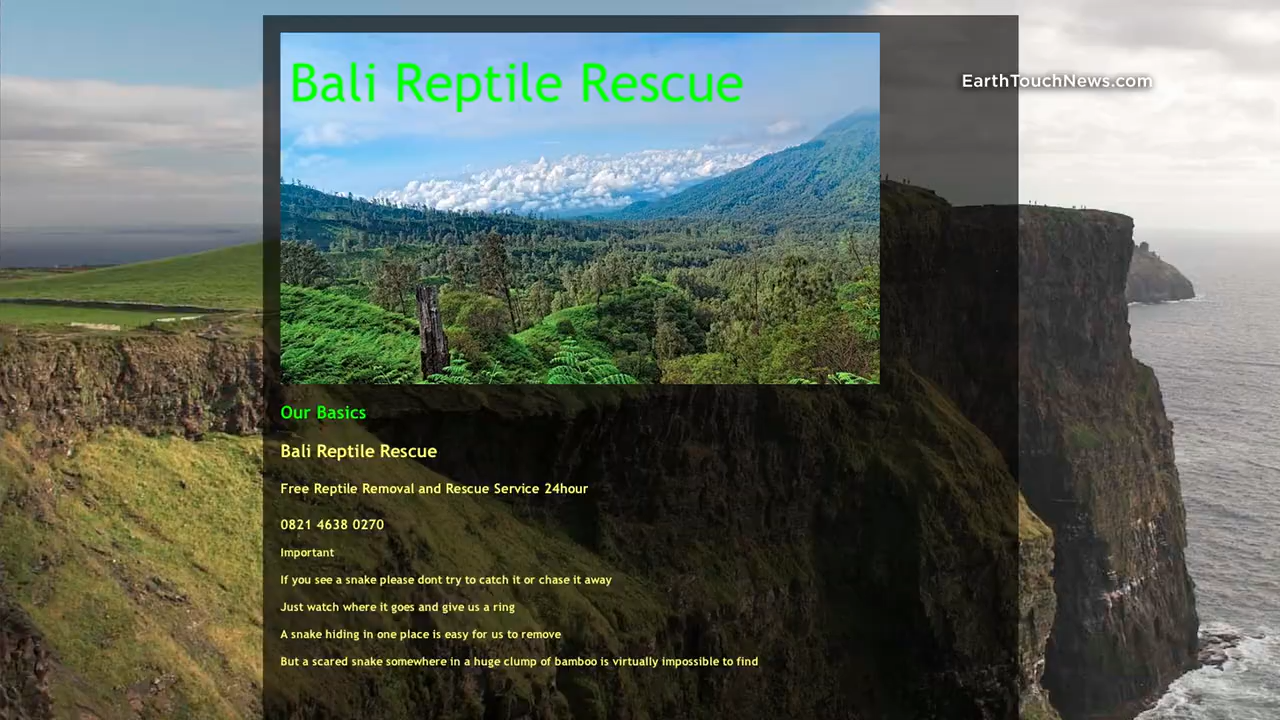 Bali Reptile Rescue
EarthTouchNews.com
Our Basics
Bali Reptile Rescue
Free Reptile Removal and Rescue Service 24hour
0821 4638 0270
Important
If you see a snake please dont try to catch it or chase it away
Just watch where it goes and give us a ring
A snake hiding in one place is easy for us to remove
But a scared snake somewhere in a huge clump of bamboo is virtually impossible to find